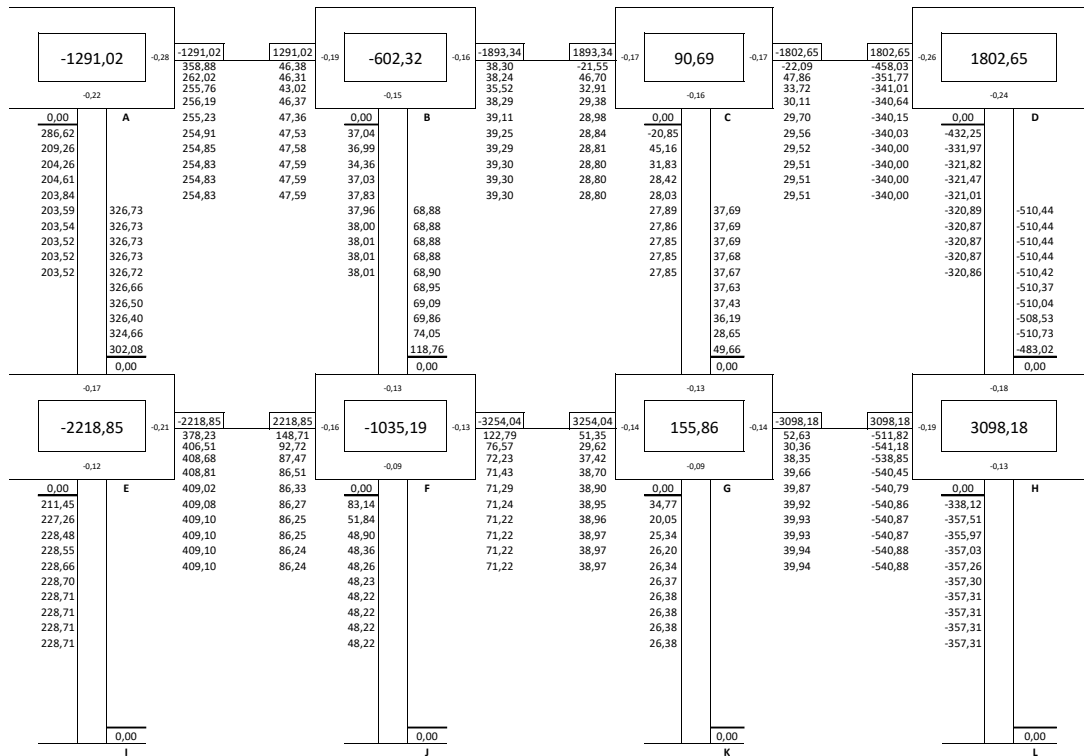 -1291,02 -0,28 -1291,02 1291,02 -0,19 -602,32 -0,16 -1893,34 1893,34 -0,17 90,69 -0,17 -1802,65 1802,65 -0,26 1802,65
358,88 46,38 38,30 -21,55 -22,09 -458,03
262,02 46,31 38,24 46,70 47,86 -351,77
255,76 43,02 35,52 32,91 33,72 -341,01
-0,22 256,19 46,37 -0,15 38,29 29,38 -0,16 30,11 -340,64 -0,24
0,00 A 255,23 47,36 0,00 B 39,11 28,98 0,00 C 29,70 -340,15 0,00 D
286,62 254,91 47,53 37,04 39,25 28,84 -20,85 29,56 -340,03 -432,25
209,26 254,85 47,58 36,99 39,29 28,81 45,16 29,52 -340,00 -331,97
204,26 254,83 47,59 34,36 39,30 28,80 31,83 29,51 -340,00 -321,82
204,61 254,83 47,59 37,03 39,30 28,80 28,42 29,51 -340,00 -321,47
203,84 254,83 47,59 37,83 39,30 28,80 28,03 29,51 -340,00 -321,01
203,59 326,73 37,96 68,88 27,89 37,69 -320,89 -510,44
203,54 326,73 38,00 68,88 27,86 37,69 -320,87 -510,44
203,52 326,73 38,01 68,88 27,85 37,69 -320,87 -510,44
203,52 326,73 38,01 68,88 27,85 37,68 -320,87 -510,44
203,52 326,72 38,01 68,90 27,85 37,67 -320,86 -510,42
326,66 68,95 37,63 -510,37
326,50 69,09 37,43 -510,04
326,40 69,86 36,19 -508,53
324,66 74,05 28,65 -510,73
302,08 118,76 49,66 -483,02
0,00 0,00 0,00 0,00
-0,17 -0,13 -0,13 -0,18
-2218,85 -0,21 -2218,85 2218,85 -0,16 -1035,19 -0,13 -3254,04 3254,04 -0,14 155,86 -0,14 -3098,18 3098,18 -0,19 3098,18
378,23 148,71 122,79 51,35 52,63 -511,82
406,51 92,72 76,57 29,62 30,36 -541,18
408,68 87,47 72,23 37,42 38,35 -538,85
-0,12 408,81 86,51 -0,09 71,43 38,70 -0,09 39,66 -540,45 -0,13
0,00 E 409,02 86,33 0,00 F 71,29 38,90 0,00 G 39,87 -540,79 0,00 H
211,45 409,08 86,27 83,14 71,24 38,95 34,77 39,92 -540,86 -338,12
227,26 409,10 86,25 51,84 71,22 38,96 20,05 39,93 -540,87 -357,51
228,48 409,10 86,25 48,90 71,22 38,97 25,34 39,93 -540,87 -355,97
228,55 409,10 86,24 48,36 71,22 38,97 26,20 39,94 -540,88 -357,03
228,66 409,10 86,24 48,26 71,22 38,97 26,34 39,94 -540,88 -357,26
228,70 48,23 26,37 -357,30
228,71 48,22 26,38 -357,31
228,71 48,22 26,38 -357,31
228,71 48,22 26,38 -357,31
228,71 48,22 26,38 -357,31
0,00 0,00 0,00 0,00
I J K L